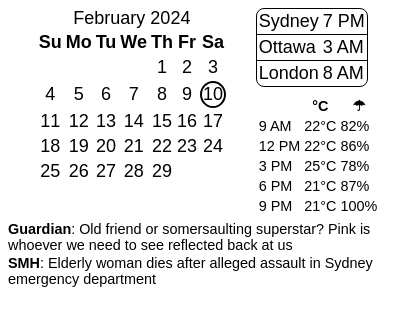 February 2024
Su Mo Tu We Th Fr Sa
1 2 3
4 5 6 7 8 9 10
11 12 13 14 15 16 17
18 19 20 21 22 23 24
25 26 27 28 29
Sydney 7 PM
Ottawa 3 AM
London 8 AM
°C ☂
9 AM 22°C 82%
12 PM 22°C 86%
3 PM 25°C 78%
6 PM 21°C 87%
9 PM 21°C 100%
Guardian: Old friend or somersaulting superstar? Pink is
whoever we need to see reflected back at us
SMH: Elderly woman dies after alleged assault in Sydney
emergency department